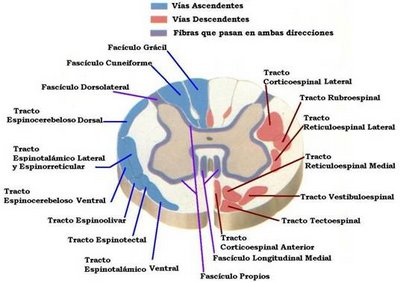 Vías Ascendentes
Vías Descendentes
Fibras que pasan en ambas direcciones
Facículo Grácil
Fascículo Cuneiforme
Fascículo Dorsolateral
Tracto
Espinocerebeloso Dorsal
Tracto
Espinotalámico Lateral
y Espinorreticular
Tracto
Espinocerebeloso Ventral
Tracto Espinoolivar
Tracto Espinotectal
Tracto
Espinotalámico Ventral
Tracto
Corticoespinal Lateral
Tracto Rubroespinal
Tracto
Reticuloespinal Lateral
Tracto
Reticuloespinal Medial
Tracto Vestibuloespinal
Tracto Tectoespinal
Tracto
Corticoespinal Anterior
Fascículo Longitudinal Medial
Fascículo Propios